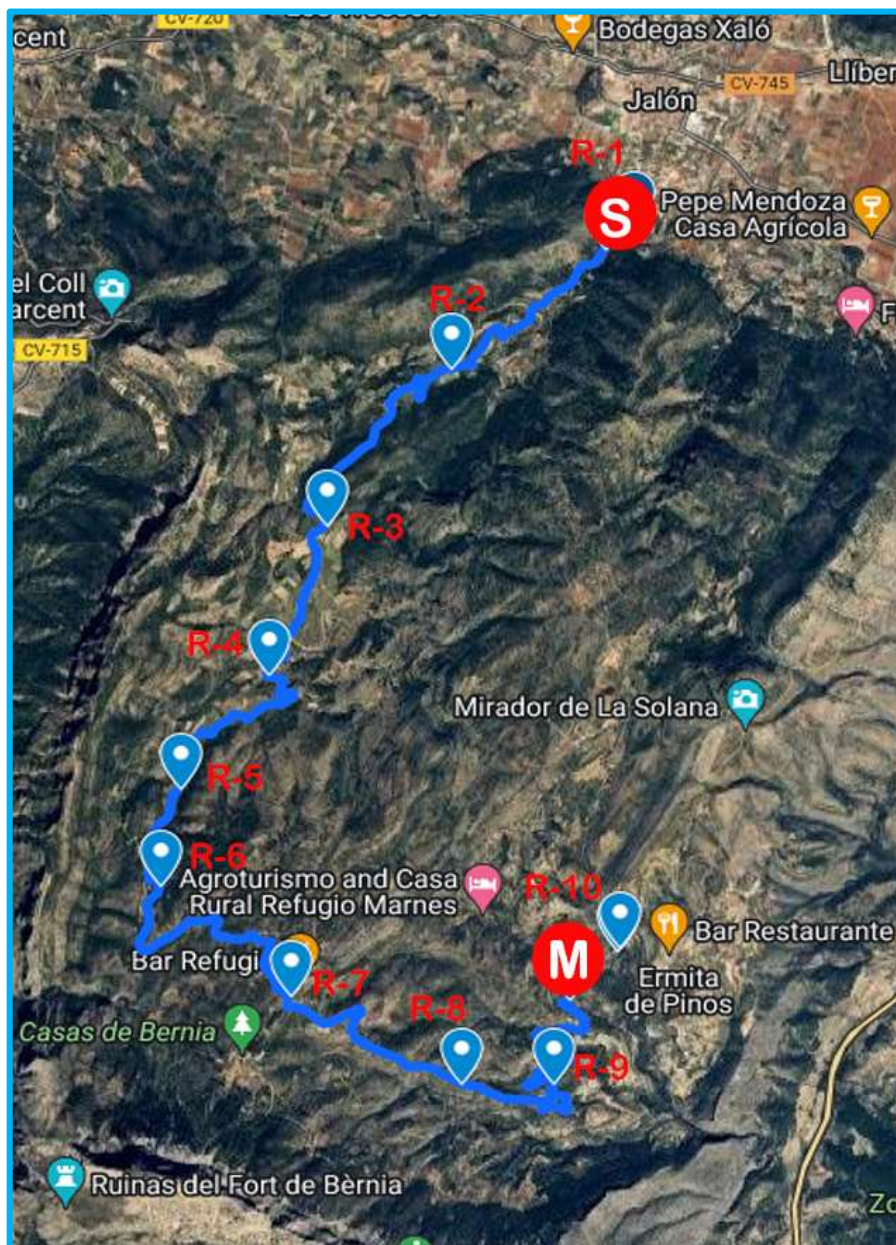 CV-720
cent
Bodegas Xaló
CV-745
Llíber
Jalón
R-1
S
Pepe Mendoza
Casa Agrícola
el Coll
arcent
R-2
F
CV-715
R-3
R-4
Mirador de La Solana
R-5
R-6
Agroturismo and Casa
Rural Refugio Marnes
R-10
Bar Restaurante
M
Bar Refugi
R-7
Ermita
de Pinos
R-8
Casas de Bernia
R-9
Ruinas del Fort de Bèrnia
Zo